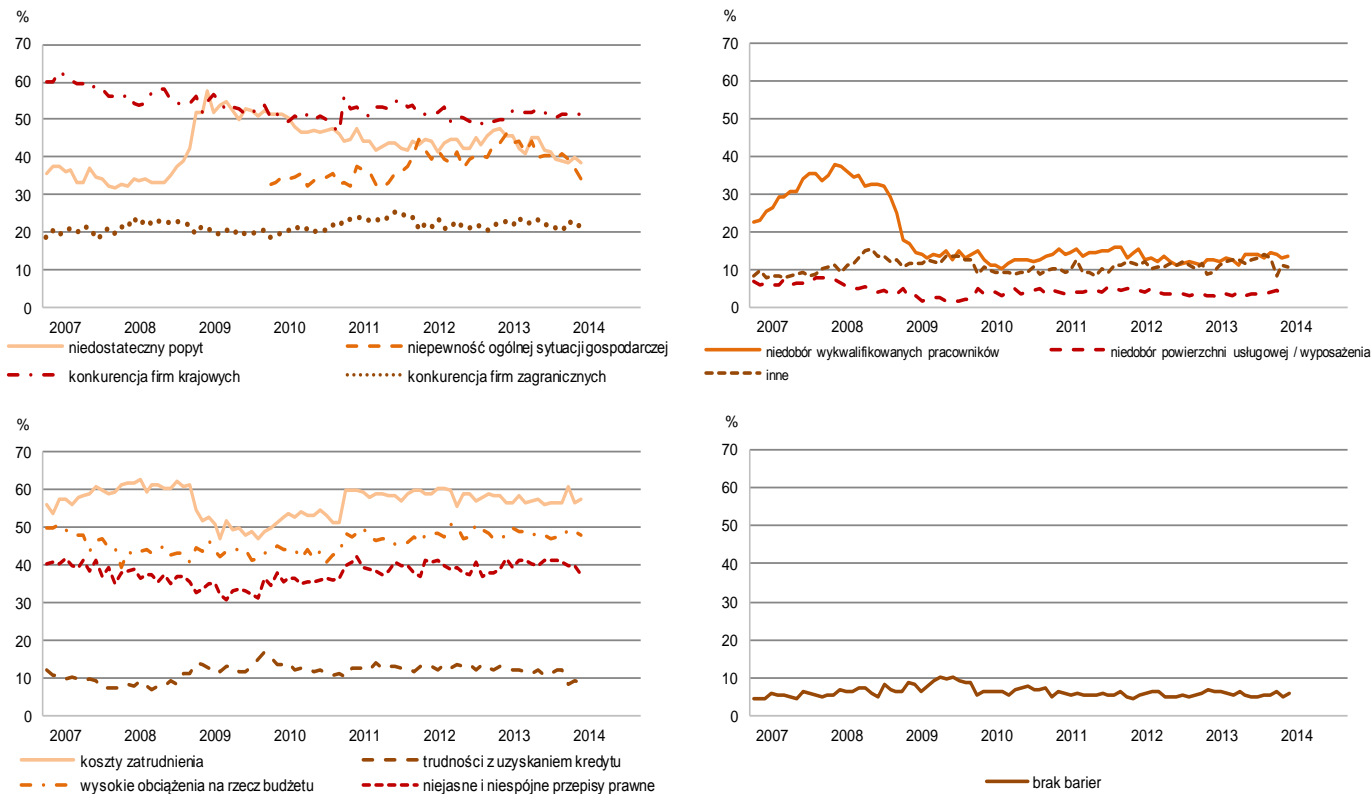 %
70
60
50
40
30
20
10
0
2007 2008 2009 2010 2011 2012 2013 2014
niedostateczny popyt
niepewność ogólnej sytuacji gospodarczej
konkurencja firm krajowych
konkurencja firm zagranicznych
%
70
60
50
40
30
20
10
0
2007 2008 2009 2010 2011 2012 2013 2014
niedobór wykwalifikowanych pracowników
niedobór powierzchni usługowej / wyposażenia
inne
%
70
60
50
40
30
20
10
0
2007 2008 2009 2010 2011 2012 2013 2014
koszty zatrudnienia
trudności z uzyskaniem kredytu
wysokie obciążenia na rzecz budżetu
niejasne i niespójne przepisy prawne
%
70
60
50
40
30
20
10
0
2007 2008 2009 2010 2011 2012 2013 2014
brak barier